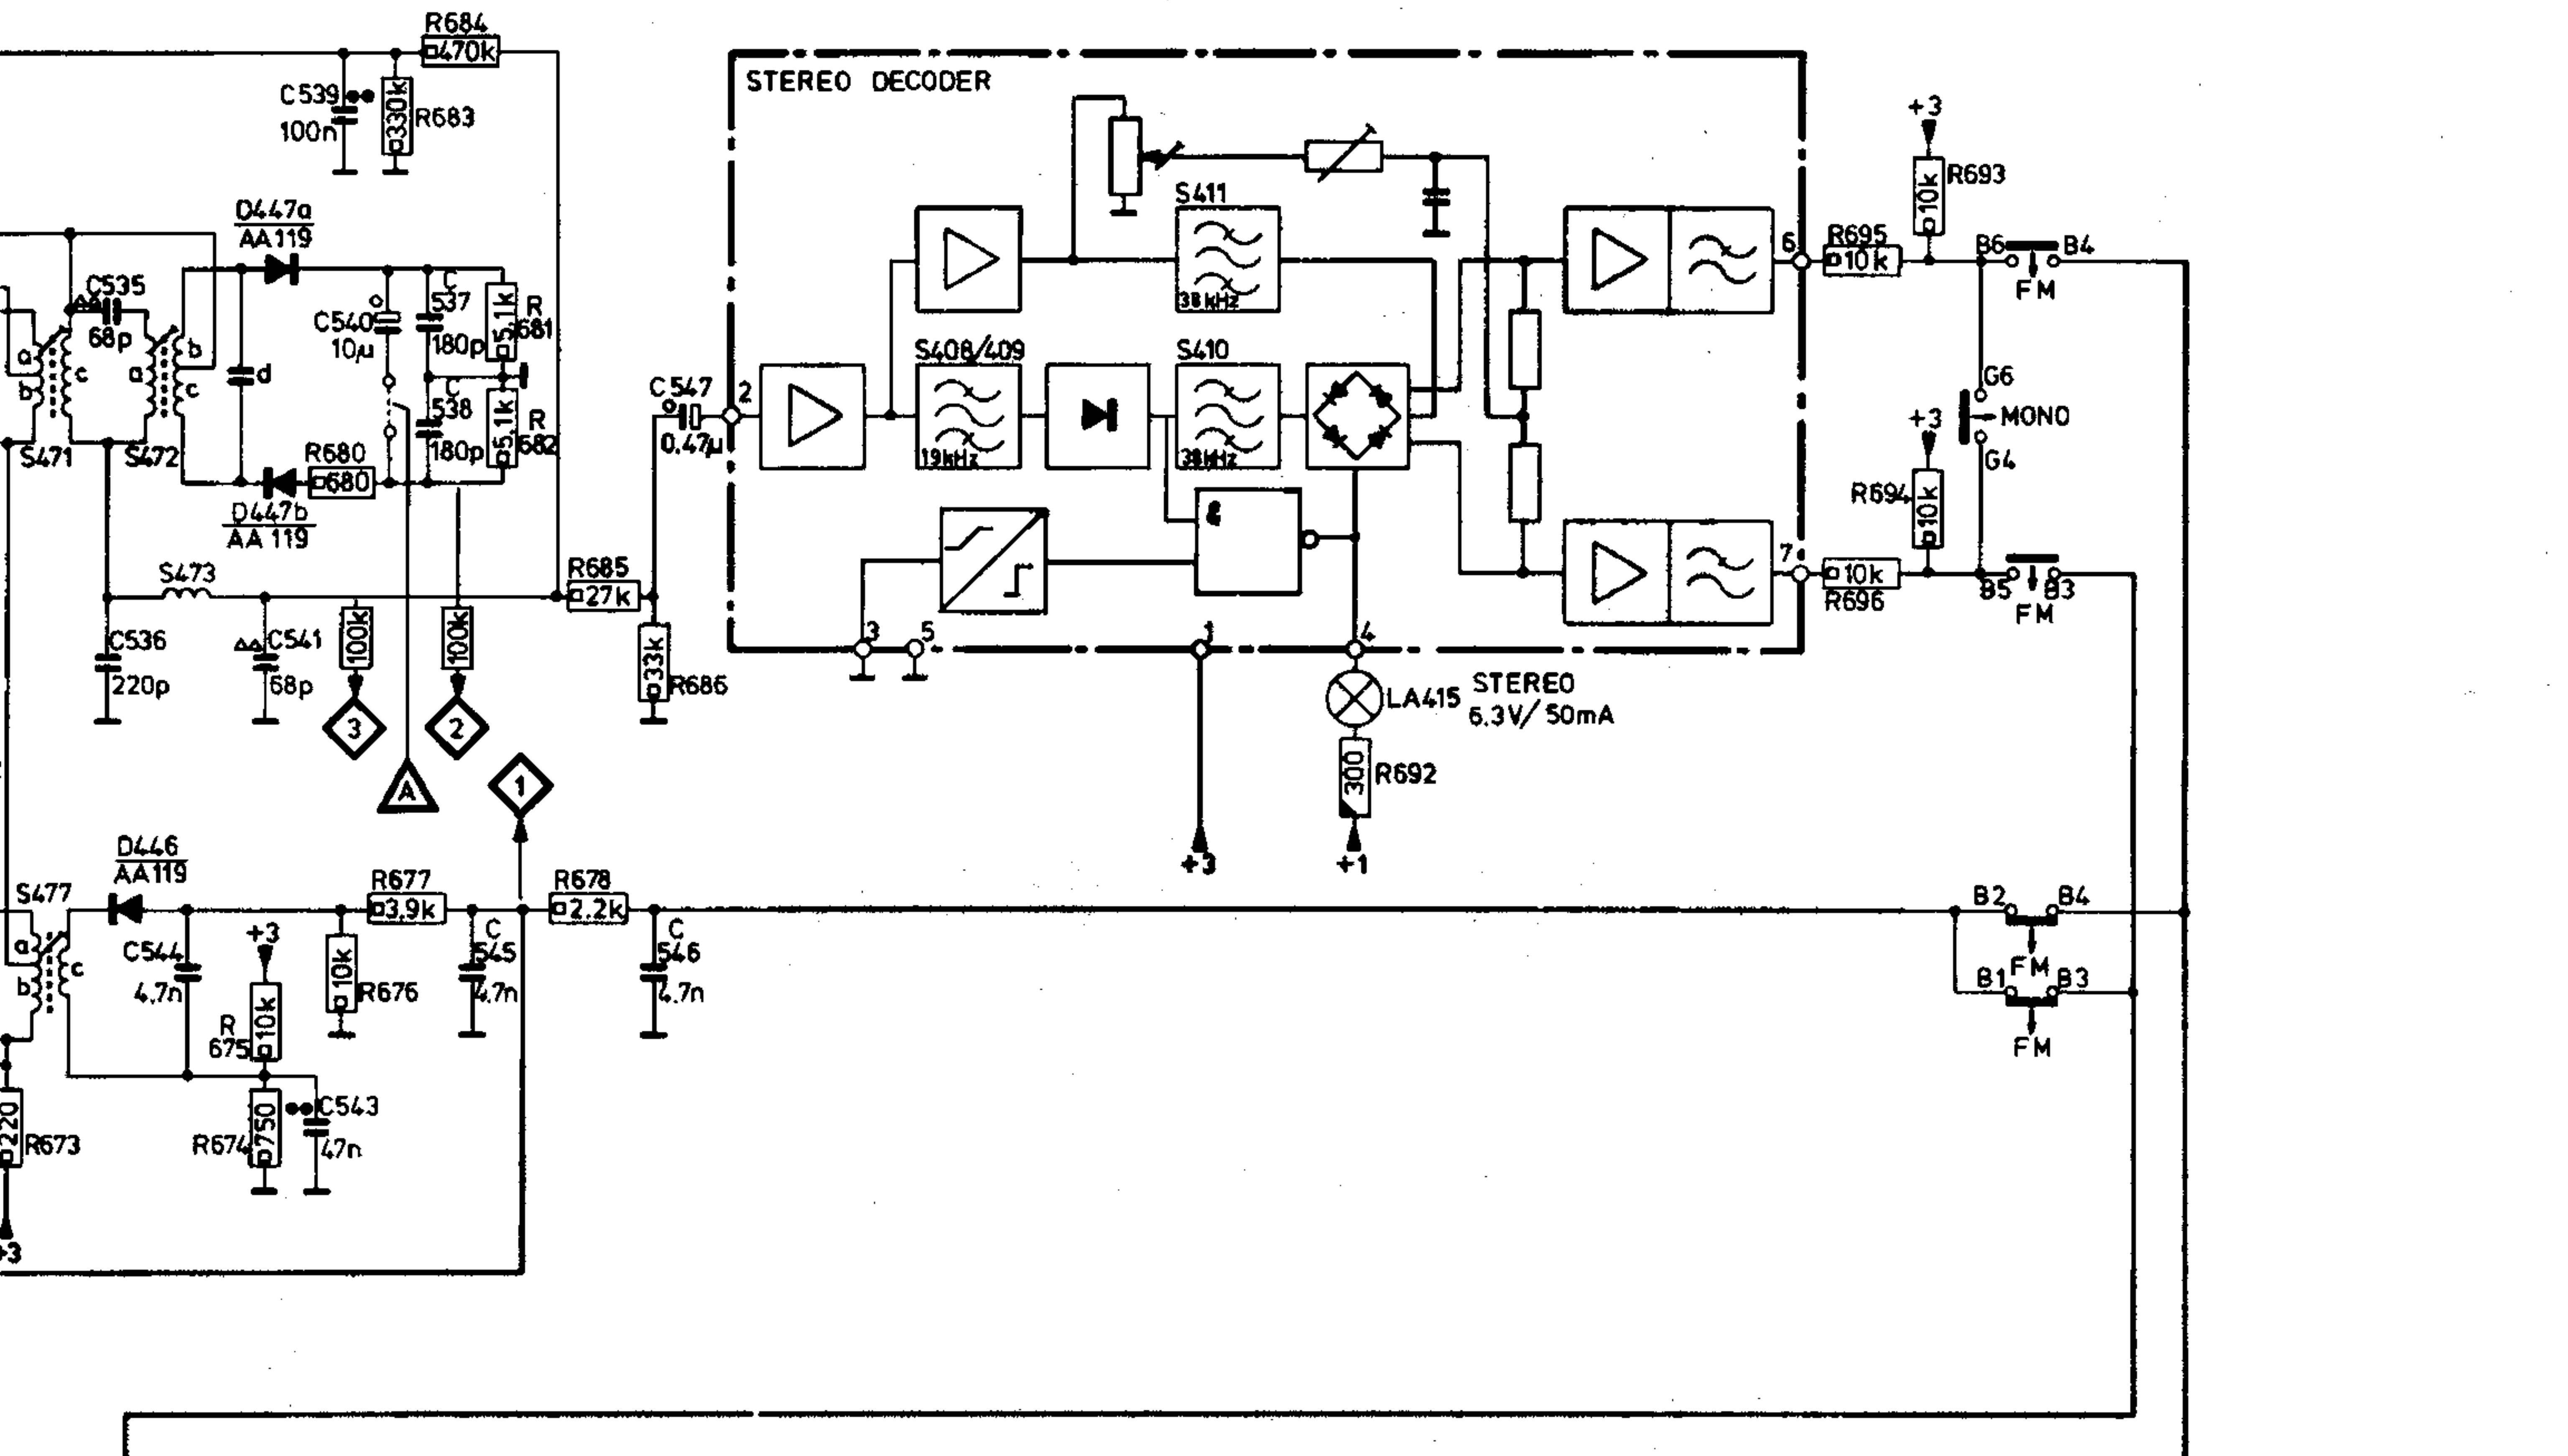 R684
470k
C539
100n
330k
R683
STEREO DECODER
+3
10k
R693
D447a
AA119
S411
38kHz
6
R695
10k
B6
B4
FM
C535
68p
C540
10µ
C
537
180p
5.1k
R
681
a
b
c
a
b
c
d
S471
S472
C
538
180p
5.1k
R
682
R680
680
D447b
AA119
C547
0.47µ
2
S408/409
19kHz
S410
38kHz
G6
MONO
G4
+3
R694
10k
7
10k
R696
B5
B3
FM
S473
R685
27k
C536
220p
C541
68p
100k
100k
33k
R686
3
5
1
4
3
2
A
1
LA415
STEREO
6.3V/50mA
300
R692
+3
+1
D446
AA119
S477
a
b
c
R677
3.9k
R678
2.2k
C544
4.7n
+3
10k
R
675
10k
R676
C
545
4.7n
C
546
4.7n
B2
B4
FM
B1
B3
FM
220
R673
R674
750
C543
47n
+3